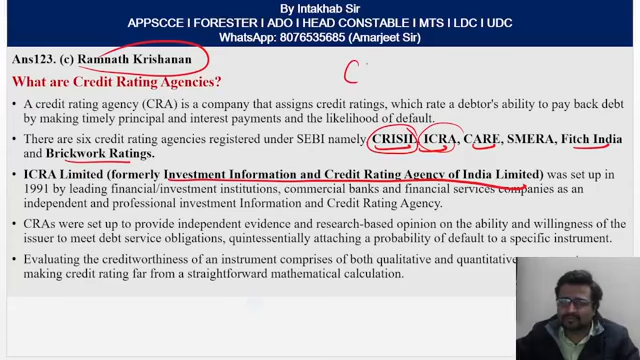 By Intakhab Sir
APPSCCE | FORESTER | ADO | HEAD CONSTABLE | MTS | LDC | UDC
WhatsApp: 8076535685 (Amarjeet Sir)
Ans123. (c) Ramnath Krishanan
C
What are Credit Rating Agencies?
• A credit rating agency (CRA) is a company that assigns credit ratings, which rate a debtor's ability to pay back debt
by making timely principal and interest payments and the likelihood of default.
• There are six credit rating agencies registered under SEBI namely CRISIL, ICRA, CARE, SMERA, Fitch India
and Brickwork Ratings.
• ICRA Limited (formerly Investment Information and Credit Rating Agency of India Limited) was set up in
1991 by leading financial/investment institutions, commercial banks and financial services companies as an
independent and professional investment Information and Credit Rating Agency.
• CRAs were set up to provide independent evidence and research-based opinion on the ability and willingness of the
issuer to meet debt service obligations, quintessentially attaching a probability of default to a specific instrument.
• Evaluating the creditworthiness of an instrument comprises of both qualitative and quantitative
making credit rating far from a straightforward mathematical calculation.